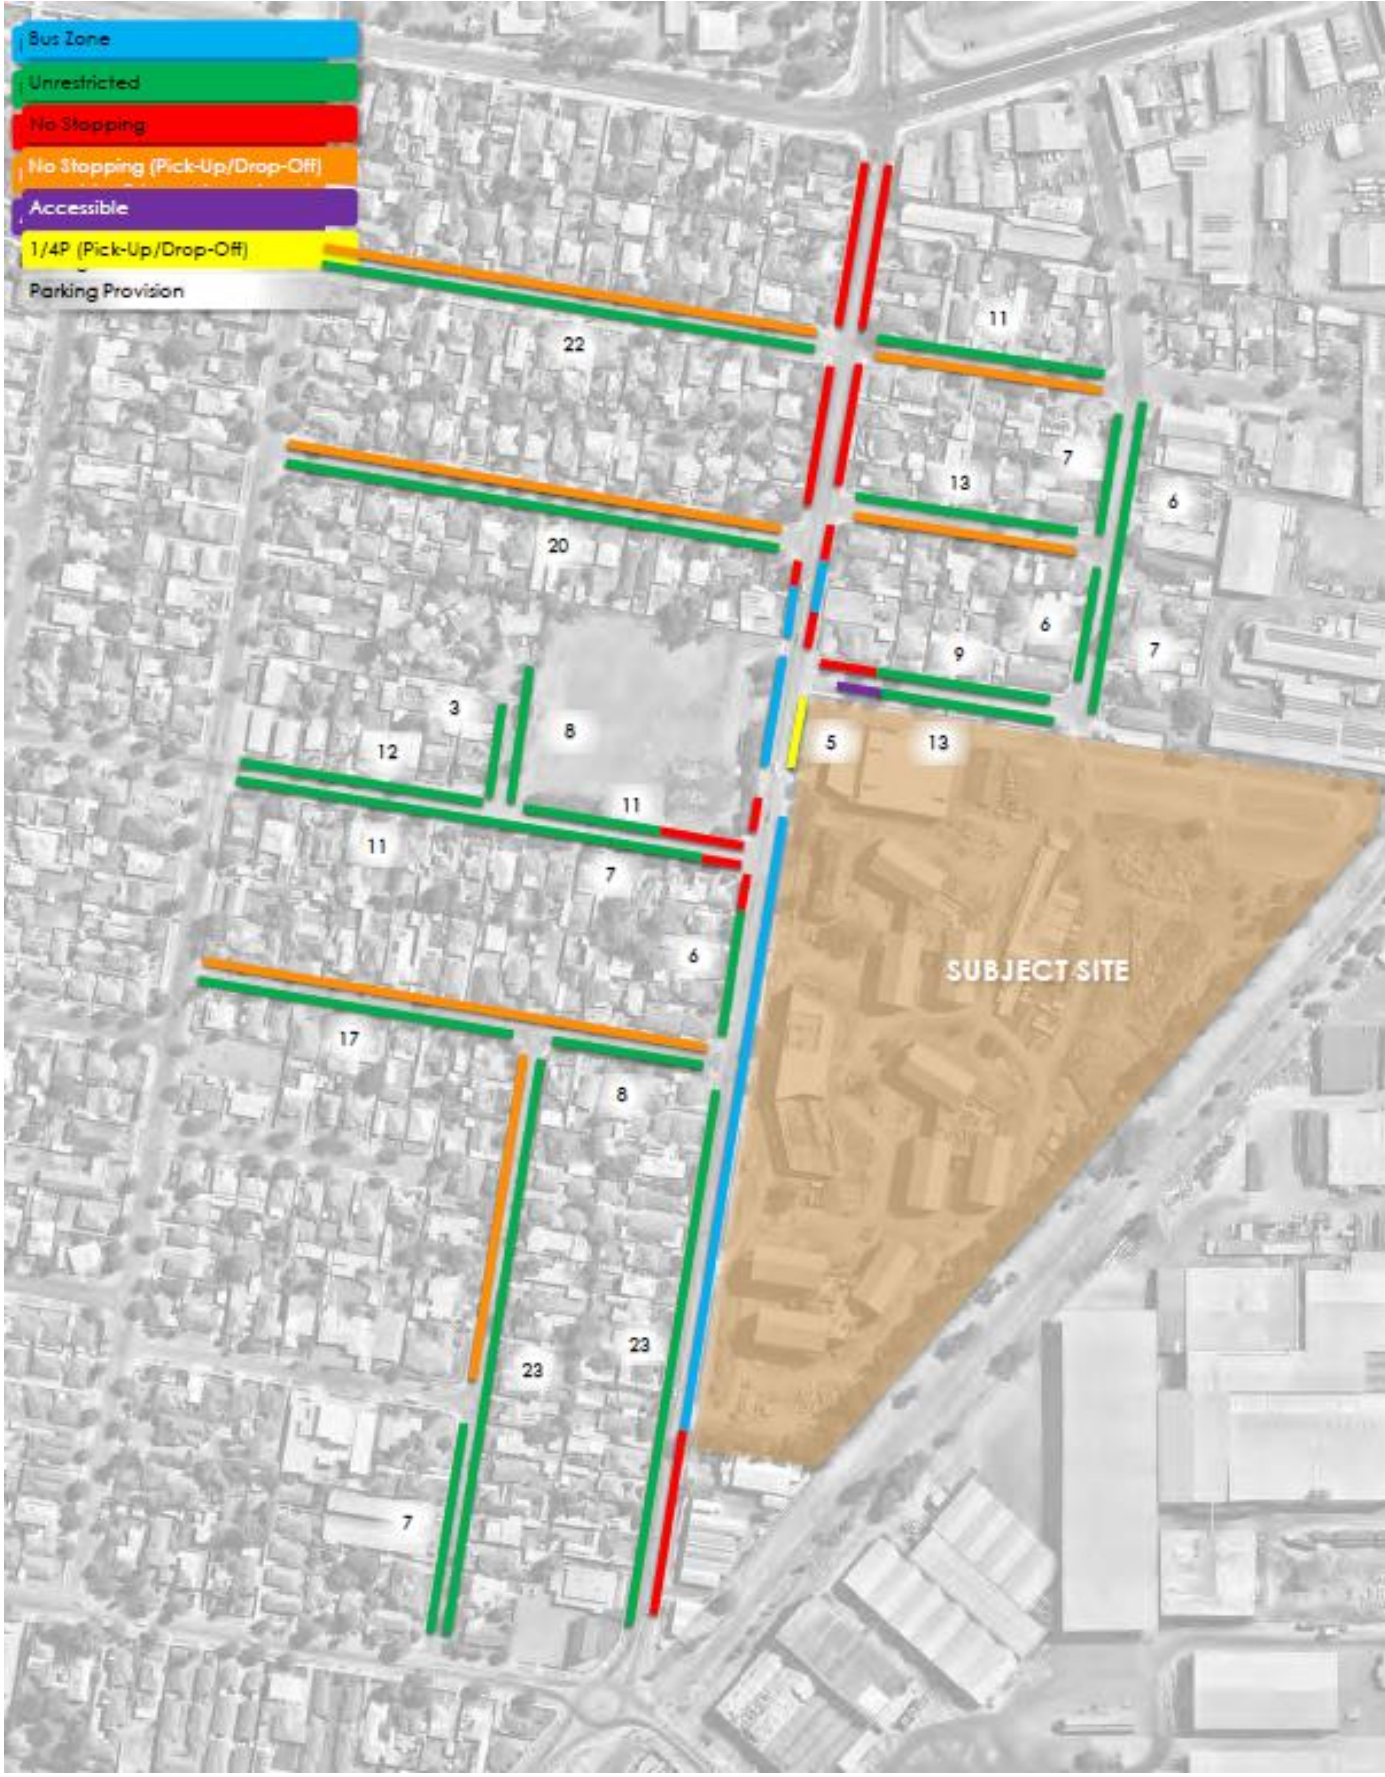 Bus Zone
Unrestricted
No Stopping
No Stopping (Pick-Up/Drop-Off)
Accessible
1/4P (Pick-Up/Drop-Off)
Parking Provision
11
22
7
13
6
20
6
9
7
3
8
5
13
12
11
11
7
6
SUBJECT SITE
17
8
23
23
7